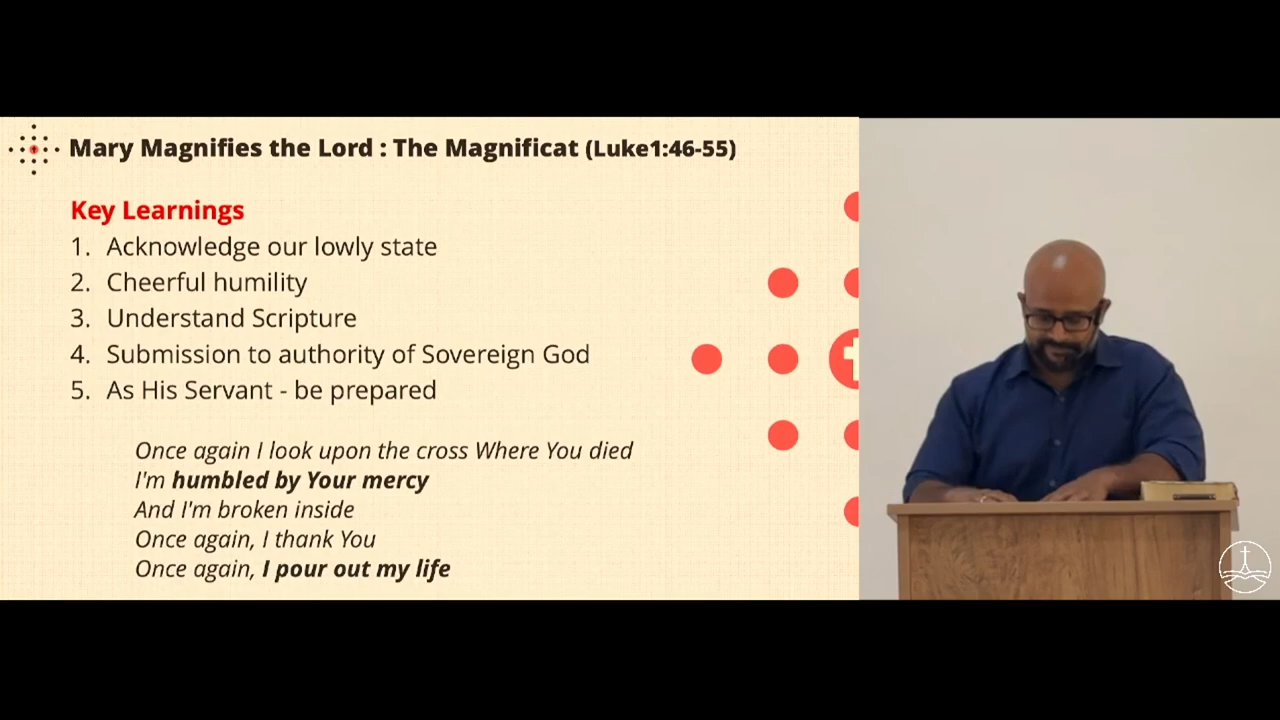 Mary Magnifies the Lord : The Magnificat (Luke1:46-55)
Key Learnings
1. Acknowledge our lowly state
2. Cheerful humility
3. Understand Scripture
4. Submission to authority of Sovereign God
5. As His Servant - be prepared
Once again I look upon the cross Where You died
I'm humbled by Your mercy
And I'm broken inside
Once again, I thank You
Once again, I pour out my life